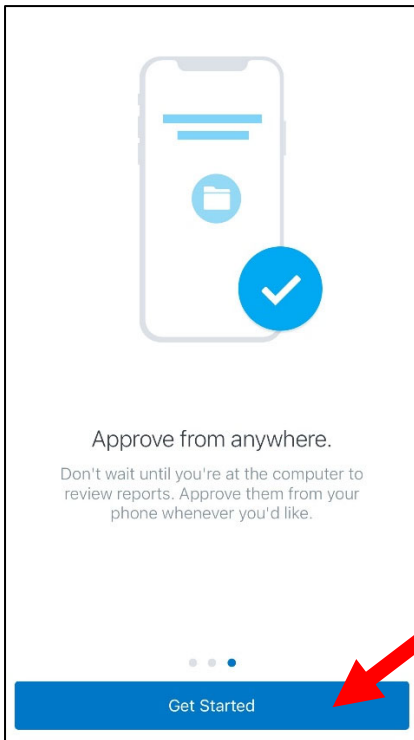 Approve from anywhere.
Don't wait until you're at the computer to
review reports. Approve them from your
phone whenever you'd like.
Get Started